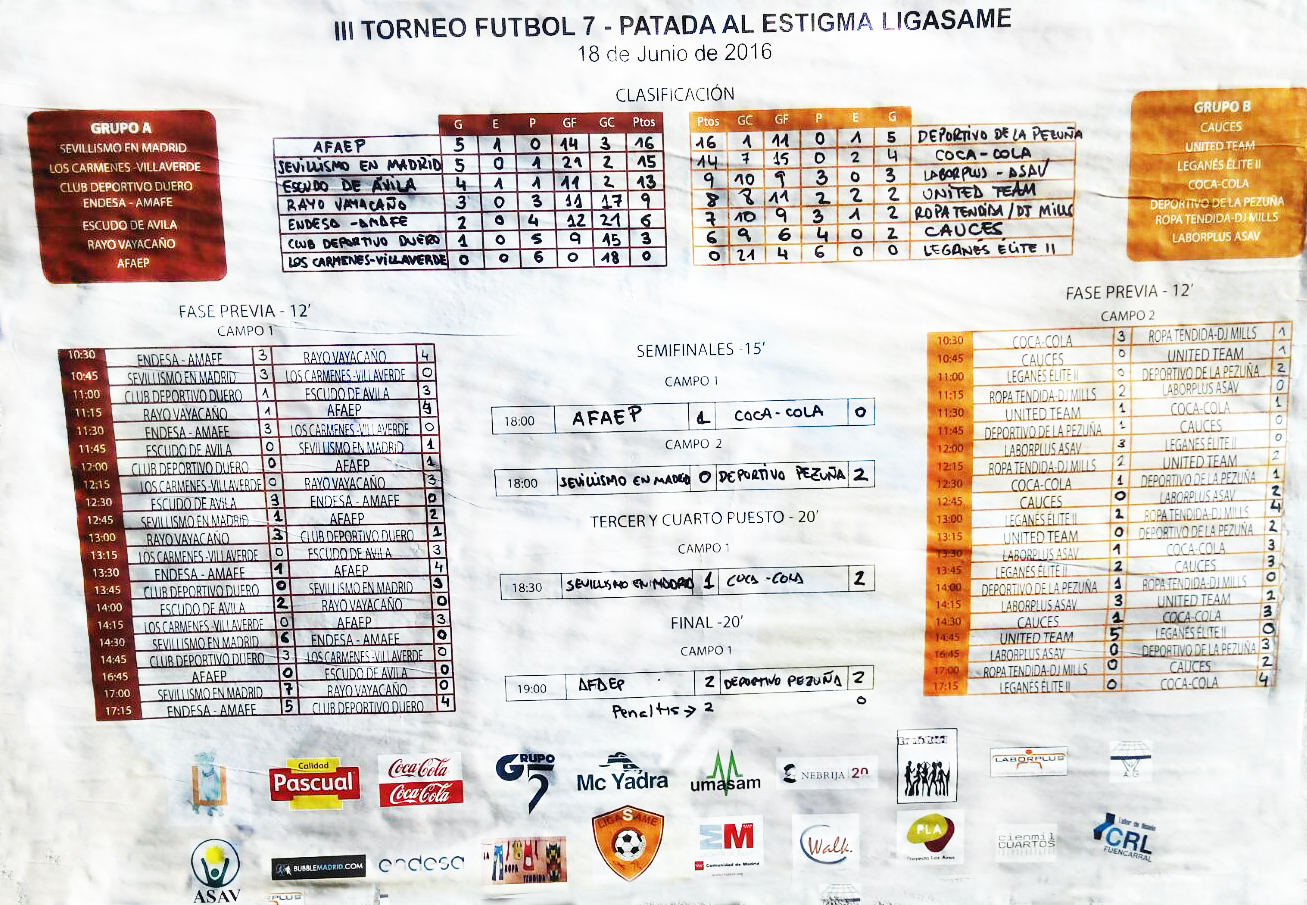 III TORNEO FUTBOL 7 - PATADA AL ESTIGMA LIGASAME
18 de Junio de 2016
CLASIFICACIÓN
GRUPO A
SEVILLISMO EN MADRID
LOS CARMENES -VILLAVERDE
CLUB DEPORTIVO DUERO
ENDESA - AMAFE
ESCUDO DE AVILA
RAYO VAYACAÑO
AFAEP
G E P GF GC Ptos
AFAEP 5 1 0 14 3 16
SEVILLISMO EN MADRID 5 0 1 21 2 15
ESCUDO DE ÁVILA 4 1 1 11 2 13
RAYO VAYACAÑO 3 0 3 11 17 9
ENDESO - AMAFE 2 0 4 12 21 6
CLUB DEPORTIVO DUERO 1 0 5 9 15 3
LOS CARMENES-VILLAVERDE 0 0 6 0 18 0
Ptos GC GF P E G
16 1 11 0 1 5 DEPORTIVO DE LA PEZUÑA
14 7 15 0 2 4 COCA-COLA
9 10 9 3 0 3 LABORPLUS - ASAV
8 8 11 2 2 2 UNITED TEAM
7 10 9 3 1 2 ROPA TENDIDA/DJ MILLS
6 9 6 4 0 2 CAUCES
0 21 4 6 0 0 LEGANES ELITE II
GRUPO B
CAUCES
UNITED TEAM
LEGANÉS ÉLITE II
COCA-COLA
DEPORTIVO DE LA PEZUÑA
ROPA TENDIDA-DJ MILLS
LABORPLUS ASAV
FASE PREVIA - 12'
CAMPO 1
10:30 ENDESA - AMAFE 3 RAYO VAYACAÑO 4
10:45 SEVILLISMO EN MADRID 3 LOS CARMENES -VILLAVERDE 0
11:00 CLUB DEPORTIVO DUERO 1 ESCUDO DE AVILA 3
11:15 RAYO VAYACAÑO 1 AFAEP 4
11:30 ENDESA - AMAFE 3 LOS CARMENES -VILLAVERDE 0
11:45 ESCUDO DE AVILA 0 SEVILLISMO EN MADRID 1
12:00 CLUB DEPORTIVO DUERO 0 AFAEP 1
12:15 LOS CARMENES -VILLAVERDE 0 RAYO VAYACAÑO 3
12:30 ESCUDO DE AVILA 3 ENDESA - AMAFE 0
12:45 SEVILLISMO EN MADRID 1 AFAEP 2
13:00 RAYO VAYACAÑO 3 CLUB DEPORTIVO DUERO 1
13:15 LOS CARMENES -VILLAVERDE 0 ESCUDO DE AVILA 3
13:30 ENDESA - AMAFE 1 AFAEP 4
13:45 CLUB DEPORTIVO DUERO 0 SEVILLISMO EN MADRID 3
14:00 ESCUDO DE AVILA 2 RAYO VAYACAÑO 0
14:15 LOS CARMENES -VILLAVERDE 0 AFAEP 3
14:30 SEVILLISMO EN MADRID 6 ENDESA - AMAFE 0
14:45 CLUB DEPORTIVO DUERO 3 LOS CARMENES -VILLAVERDE 0
16:45 AFAEP 0 ESCUDO DE AVILA 0
17:00 SEVILLISMO EN MADRID 7 RAYO VAYACAÑO 0
17:15 ENDESA - AMAFE 5 CLUB DEPORTIVO DUERO 4
SEMIFINALES -15'
CAMPO 1
18:00 AFAEP 1 COCA-COLA 0
CAMPO 2
18:00 SEVILLISMO EN MADRID 0 DEPORTIVO PEZUÑA 2
TERCER Y CUARTO PUESTO - 20'
CAMPO 1
18:30 SEVILLISMO EN MADRID 1 COCA - COLA 2
FINAL -20'
CAMPO 1
19:00 AFAEP 2 DEPORTIVO PEZUÑA 2
Penaltis → 2 0
FASE PREVIA - 12'
CAMPO 2
10:30 COCA-COLA 3 ROPA TENDIDA-DJ MILLS 1
10:45 CAUCES 0 UNITED TEAM 1
11:00 LEGANÉS ÉLITE II 0 DEPORTIVO DE LA PEZUÑA 2
11:15 ROPA TENDIDA-DJ MILLS 2 LABORPLUS ASAV 0
11:30 UNITED TEAM 1 COCA-COLA 1
11:45 DEPORTIVO DE LA PEZUÑA 1 CAUCES 0
12:00 LABORPLUS ASAV 3 LEGANÉS ÉLITE II 0
12:15 ROPA TENDIDA-DJ MILLS 2 UNITED TEAM 2
12:30 COCA-COLA 1 DEPORTIVO DE LA PEZUÑA 1
12:45 CAUCES 0 LABORPLUS ASAV 2
13:00 LEGANÉS ÉLITE II 2 ROPA TENDIDA-DJ MILLS 4
13:15 UNITED TEAM 0 DEPORTIVO DE LA PEZUÑA 2
13:30 LABORPLUS ASAV 1 COCA-COLA 3
13:45 LEGANÉS ÉLITE II 2 CAUCES 3
14:00 DEPORTIVO DE LA PEZUÑA 1 ROPA TENDIDA-DJ MILLS 0
14:15 LABORPLUS ASAV 3 UNITED TEAM 2
14:30 CAUCES 1 COCA-COLA 3
14:45 UNITED TEAM 5 LEGANÉS ÉLITE II 0
16:45 LABORPLUS ASAV 0 DEPORTIVO DE LA PEZUÑA 3
17:00 ROPA TENDIDA-DJ MILLS 0 CAUCES 2
17:15 LEGANÉS ÉLITE II 0 COCA-COLA 4
Calidad
Pascual
Coca-Cola
Coca-Cola
GRUPO
5
Mc Yadra
umasam
NEBRIJA 20
LABORPLUS
ASAV
BUBBLEMADRID.COM
endesa
LA ROPA TENDIDA
LIGASAME
EM
Comunidad de Madrid
Walk
PLA
Proyecto Los Áires
cienmil
CUARTOS
CRL
FUENCARRAL
PLUS